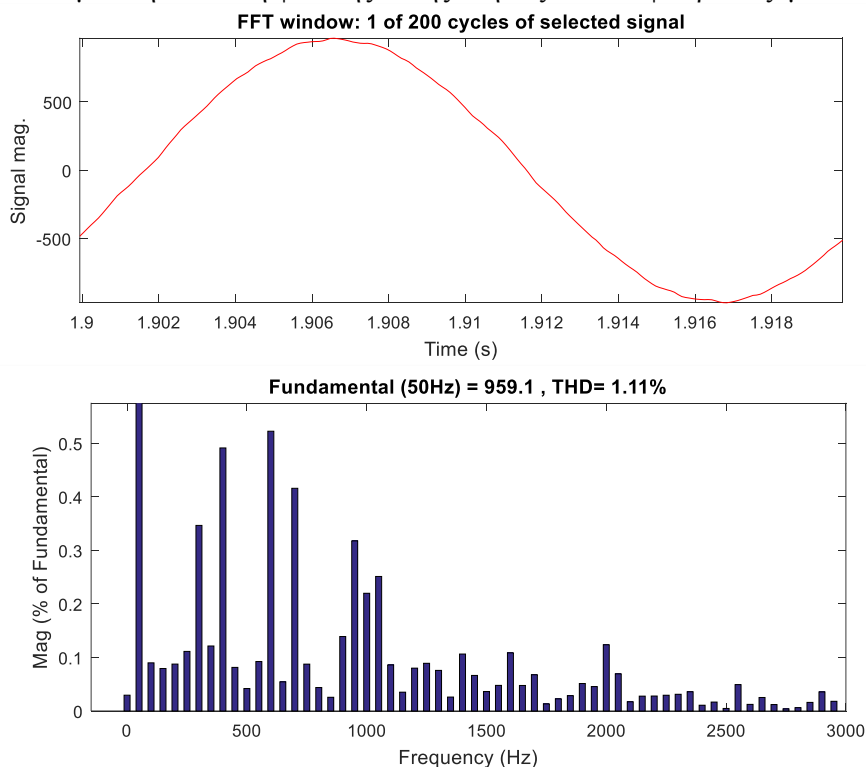 FFT window: 1 of 200 cycles of selected signal
500
0
-500
Signal mag.
1.9 1.902 1.904 1.906 1.908 1.91 1.912 1.914 1.916 1.918
Time (s)
Fundamental (50Hz) = 959.1 , THD= 1.11%
0.5
0.4
0.3
0.2
0.1
0
Mag (% of Fundamental)
0 500 1000 1500 2000 2500 3000
Frequency (Hz)